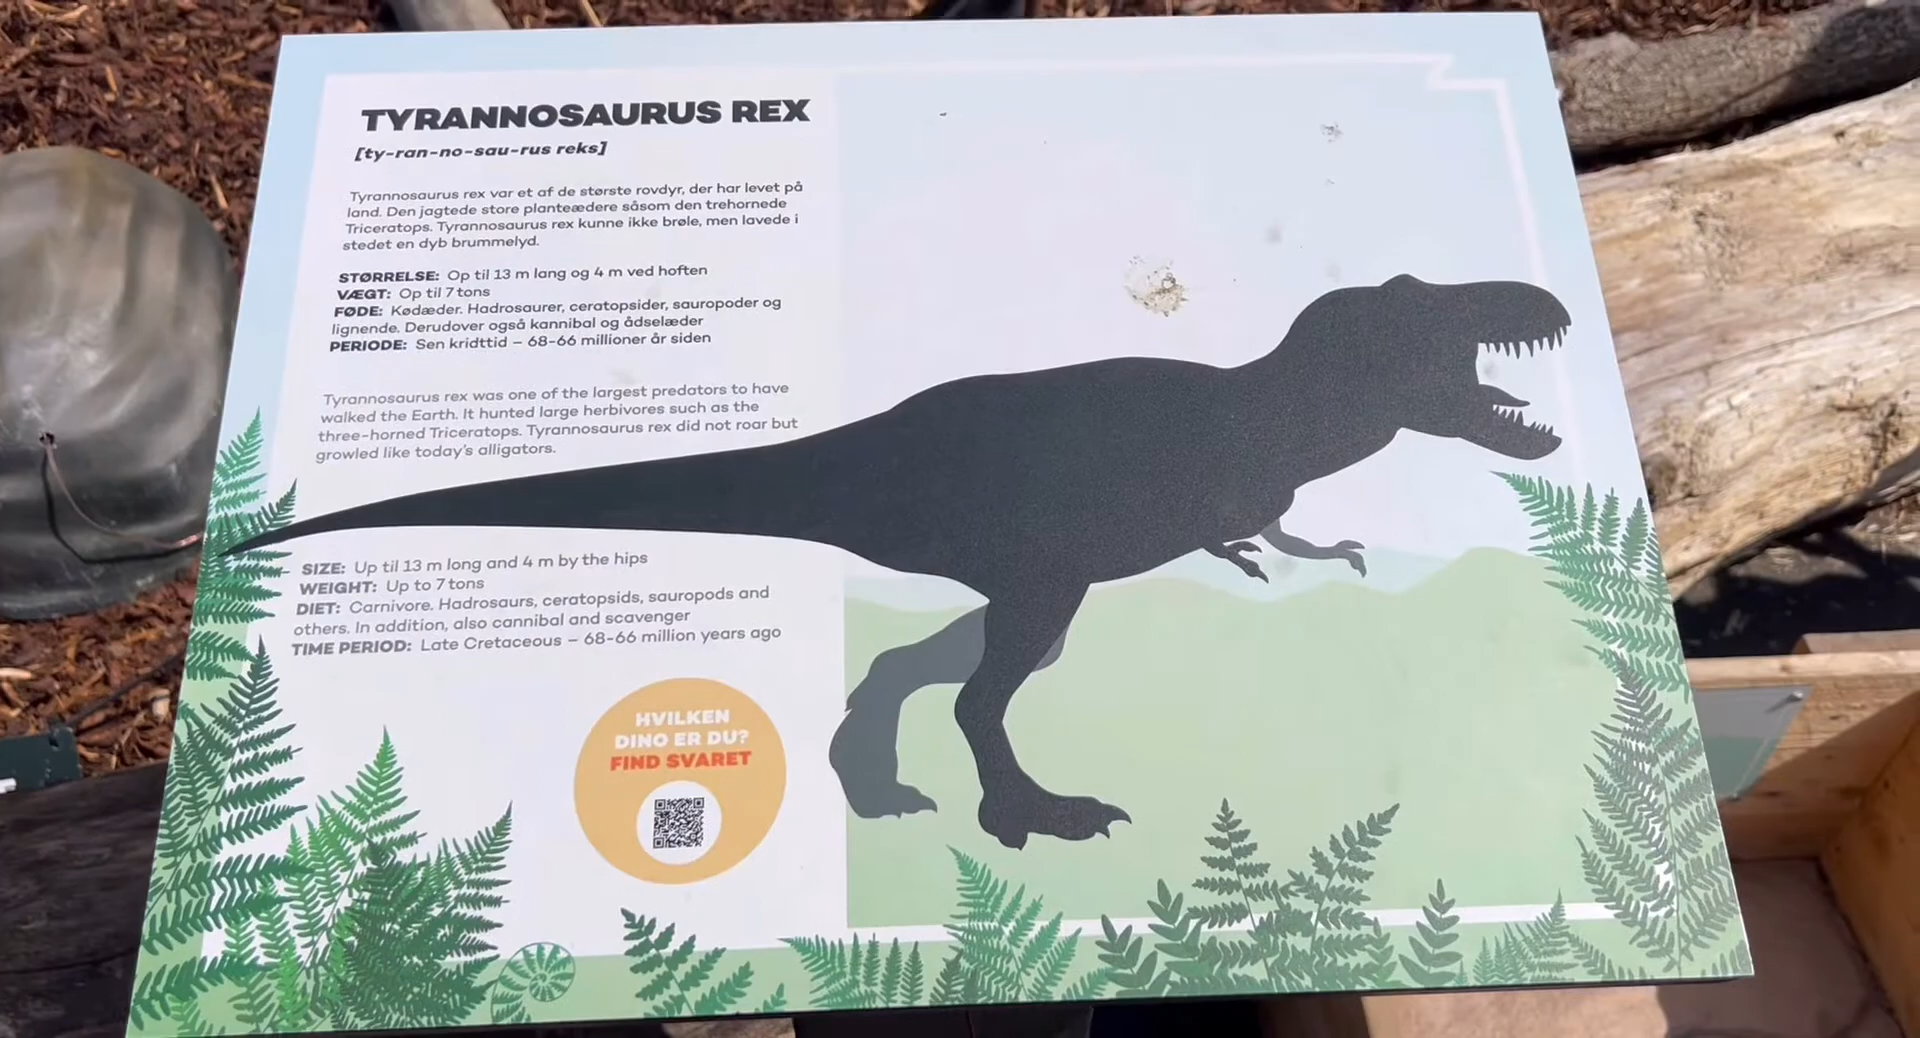 TYRANNOSAURUS REX
[ty-ran-no-sau-rus reks]
Tyrannosaurus rex var et af de største rovdyr, der har levet på
land. Den jagtede store planteædere såsom den trehornede
Triceratops. Tyrannosaurus rex kunne ikke brøle, men lavede i
stedet en dyb brummelyd.
STØRRELSE: Op til 13 m lang og 4 m ved hoften
VÆGT: Op til 7 tons
FØDE: Kødæder. Hadrosaurer, ceratopsider, sauropoder og
lignende. Derudover også kannibal og ådselæder
PERIODE: Sen kridttid – 68-66 millioner år siden
Tyrannosaurus rex was one of the largest predators to have
walked the Earth. It hunted large herbivores such as the
three-horned Triceratops. Tyrannosaurus rex did not roar but
growled like today's alligators.
SIZE: Up til 13 m long and 4 m by the hips
WEIGHT: Up to 7 tons
DIET: Carnivore. Hadrosaurs, ceratopsids, sauropods and
others. In addition, also cannibal and scavenger
TIME PERIOD: Late Cretaceous – 68-66 million years ago
HVILKEN
DINO ER DU?
FIND SVARET